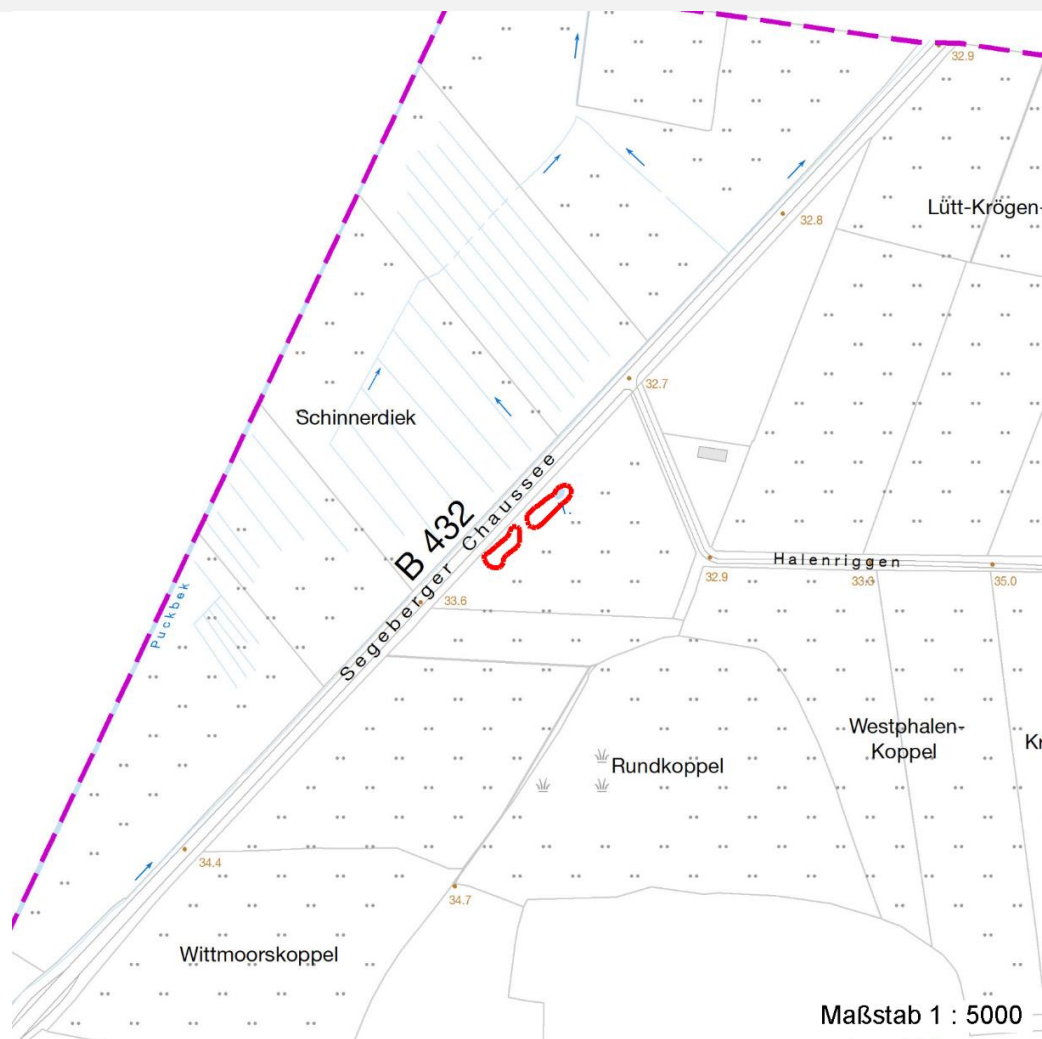 32.9
32.8
Lütt-Krögen-
32.7
Schinnerdiek
B 432
Segeberger Chaussee
Halenriggen
32.9
33.0
35.0
33.6
Puckbek
Westphalen-
Koppel
Kr
Rundkoppel
34.4
34.7
Wittmoorskoppel
Maßstab 1 : 5000